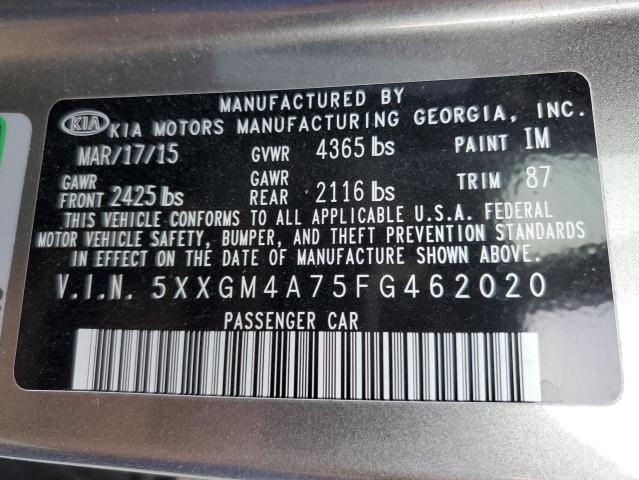 MANUFACTURED BY
KIA KIA MOTORS MANUFACTURING GEORGIA, INC.
MAR/17/15 GVWR 4365 lbs PAINT IM
GAWR FRONT 2425 lbs GAWR REAR 2116 lbs TRIM 87
THIS VEHICLE CONFORMS TO ALL APPLICABLE U.S.A. FEDERAL
MOTOR VEHICLE SAFETY, BUMPER, AND THEFT PREVENTION STANDARDS
IN EFFECT ON THE DATE OF MANUFACTURE SHOWN ABOVE.
V.I.N. 5XXGM4A75FG462020
PASSENGER CAR